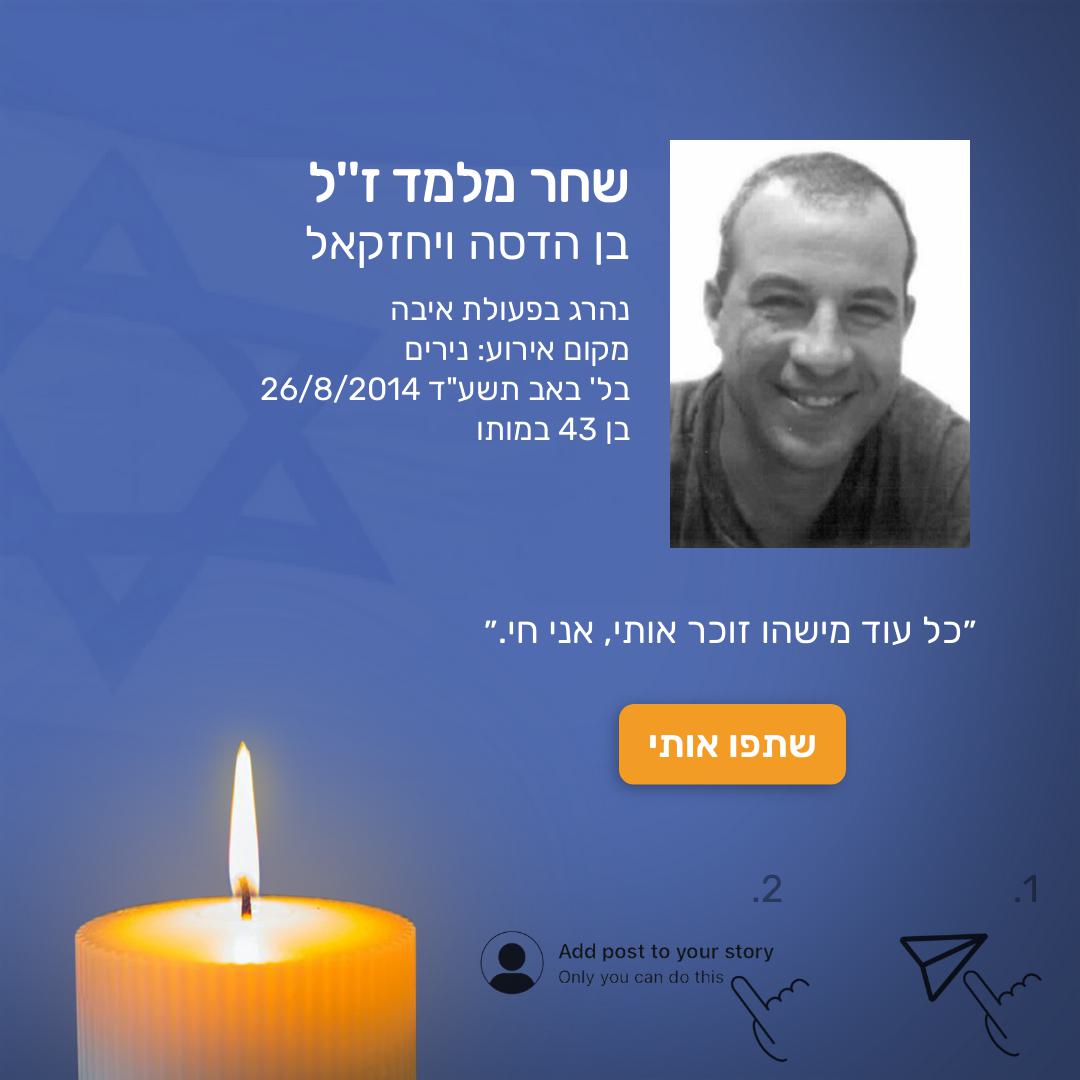 שחר מלמד ז"ל
בן הדסה ויחזקאל
נהרג בפעולת איבה
מקום אירוע: נירים
בל' באב תשע"ד 26/8/2014
בן 43 במותו
״כל עוד מישהו זוכר אותי, אני חי.״
שתפו אותי
1.
2.
Add post to your story
Only you can do this